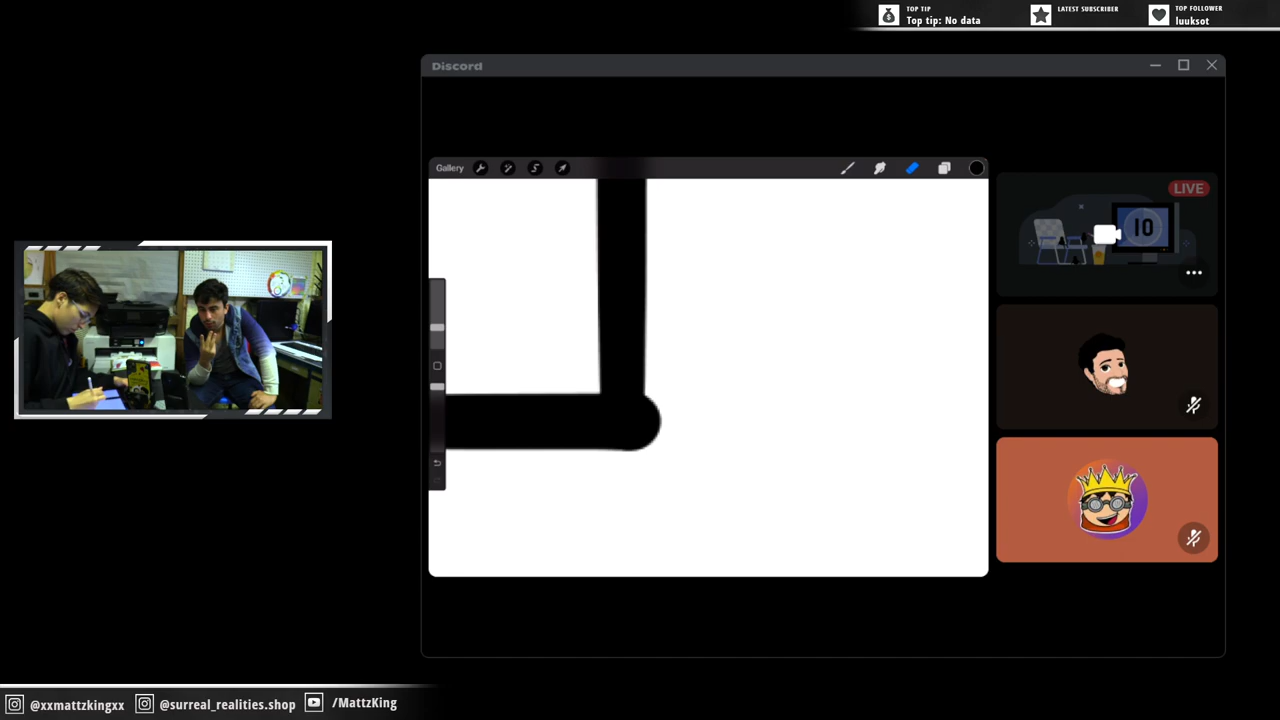 TOP TIP
Top tip: No data
LATEST SUBSCRIBER
TOP FOLLOWER
luuksot
Discord
Gallery
LIVE
10
@xxmattzkingxx
@surreal_realities.shop
/MattzKing